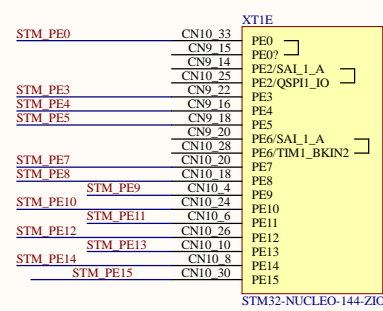 XT1E
STM_PE0 CN10_33 PE0
CN9_15 PE0?
CN9_14 PE2/SAI_1_A
CN10_25 PE2/QSPI1_IO
STM_PE3 CN9_22 PE3
STM_PE4 CN9_16 PE4
STM_PE5 CN9_18 PE5
CN9_20 PE6/SAI_1_A
CN10_28 PE6/TIM1_BKIN2
STM_PE7 CN10_20 PE7
STM_PE8 CN10_18 PE8
STM_PE9 CN10_4 PE9
STM_PE10 CN10_24 PE10
STM_PE11 CN10_6 PE11
STM_PE12 CN10_26 PE12
STM_PE13 CN10_10 PE13
STM_PE14 CN10_8 PE14
STM_PE15 CN10_30 PE15
STM32-NUCLEO-144-ZIO